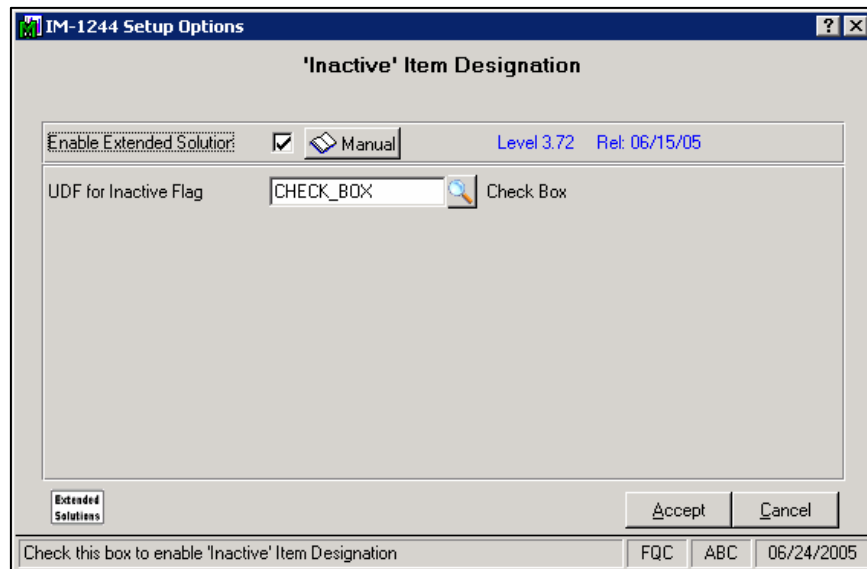 IM-1244 Setup Options
'Inactive' Item Designation
Enable Extended Solution Manual Level 3.72 Rel: 06/15/05
UDF for Inactive Flag CHECK_BOX Check Box
Extended
Solutions
Accept Cancel
Check this box to enable 'Inactive' Item Designation FQC ABC 06/24/2005